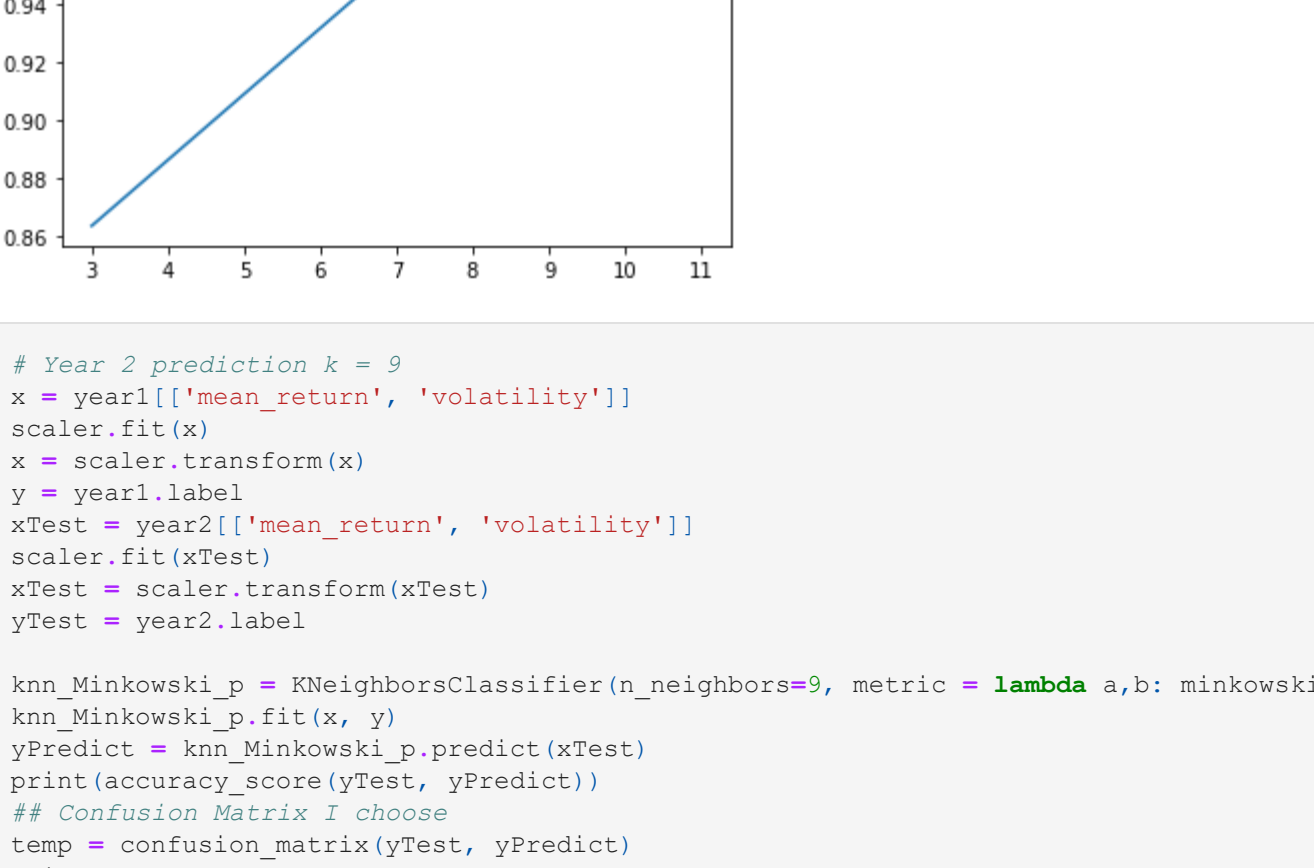 0.94
0.92
0.90
0.88
0.86
3 4 5 6 7 8 9 10 11
# Year 2 prediction k = 9
x = year1[['mean_return', 'volatility']]
scaler.fit(x)
x = scaler.transform(x)
y = year1.label
xTest = year2[['mean_return', 'volatility']]
scaler.fit(xTest)
xTest = scaler.transform(xTest)
yTest = year2.label
knn_Minkowski_p = KNeighborsClassifier(n_neighbors=9, metric = lambda a,b: minkowski
knn_Minkowski_p.fit(x, y)
yPredict = knn_Minkowski_p.predict(xTest)
print(accuracy_score(yTest, yPredict))
## Confusion Matrix I choose
temp = confusion_matrix(yTest, yPredict)